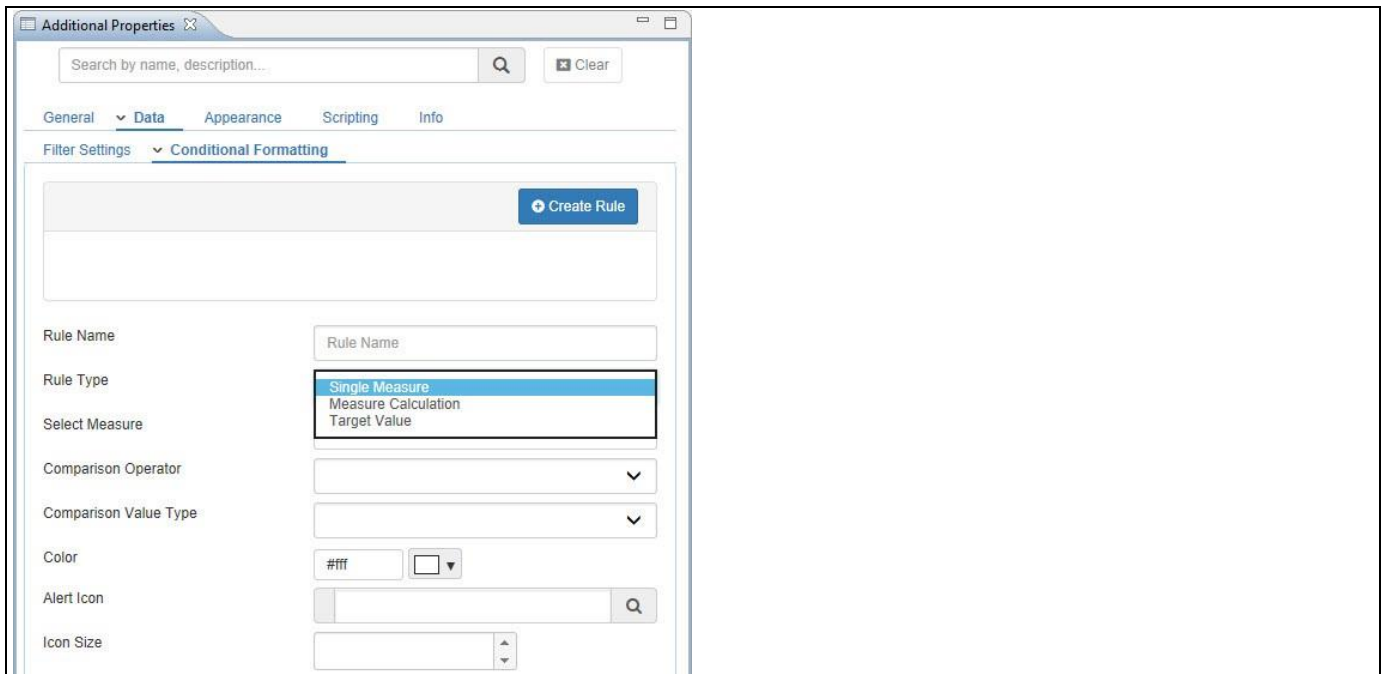 Additional Properties
Search by name, description...
Clear
General Data Appearance Scripting Info
Filter Settings Conditional Formatting
Create Rule
Rule Name Rule Name
Rule Type Single Measure
Measure Calculation
Select Measure Target Value
Comparison Operator
Comparison Value Type
Color #fff
Alert Icon
Icon Size